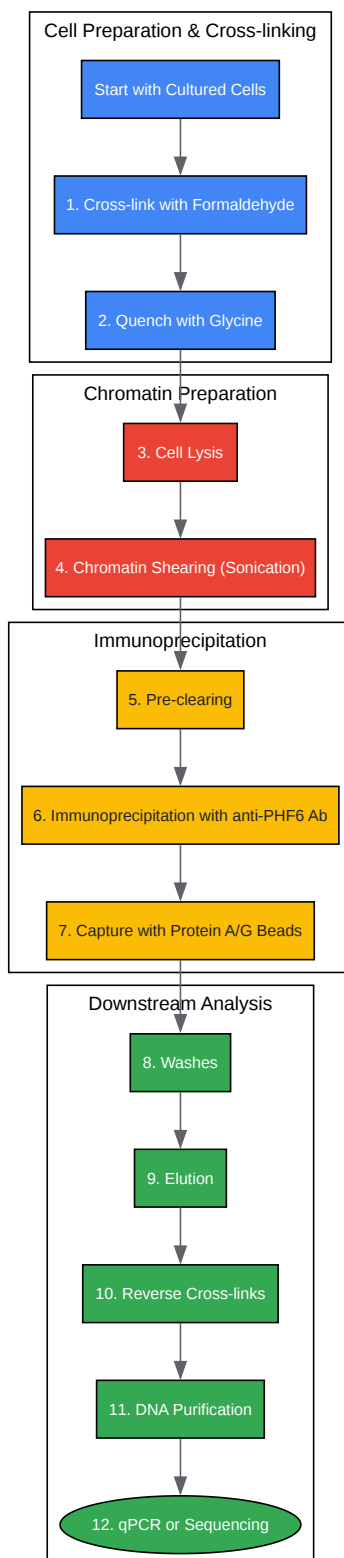 Cell Preparation & Cross-linking
Start with Cultured Cells
1. Cross-link with Formaldehyde
2. Quench with Glycine
Chromatin Preparation
3. Cell Lysis
4. Chromatin Shearing (Sonication)
Immunoprecipitation
5. Pre-clearing
6. Immunoprecipitation with anti-PHF6 Ab
7. Capture with Protein A/G Beads
Downstream Analysis
8. Washes
9. Elution
10. Reverse Cross-links
11. DNA Purification
12. qPCR or Sequencing